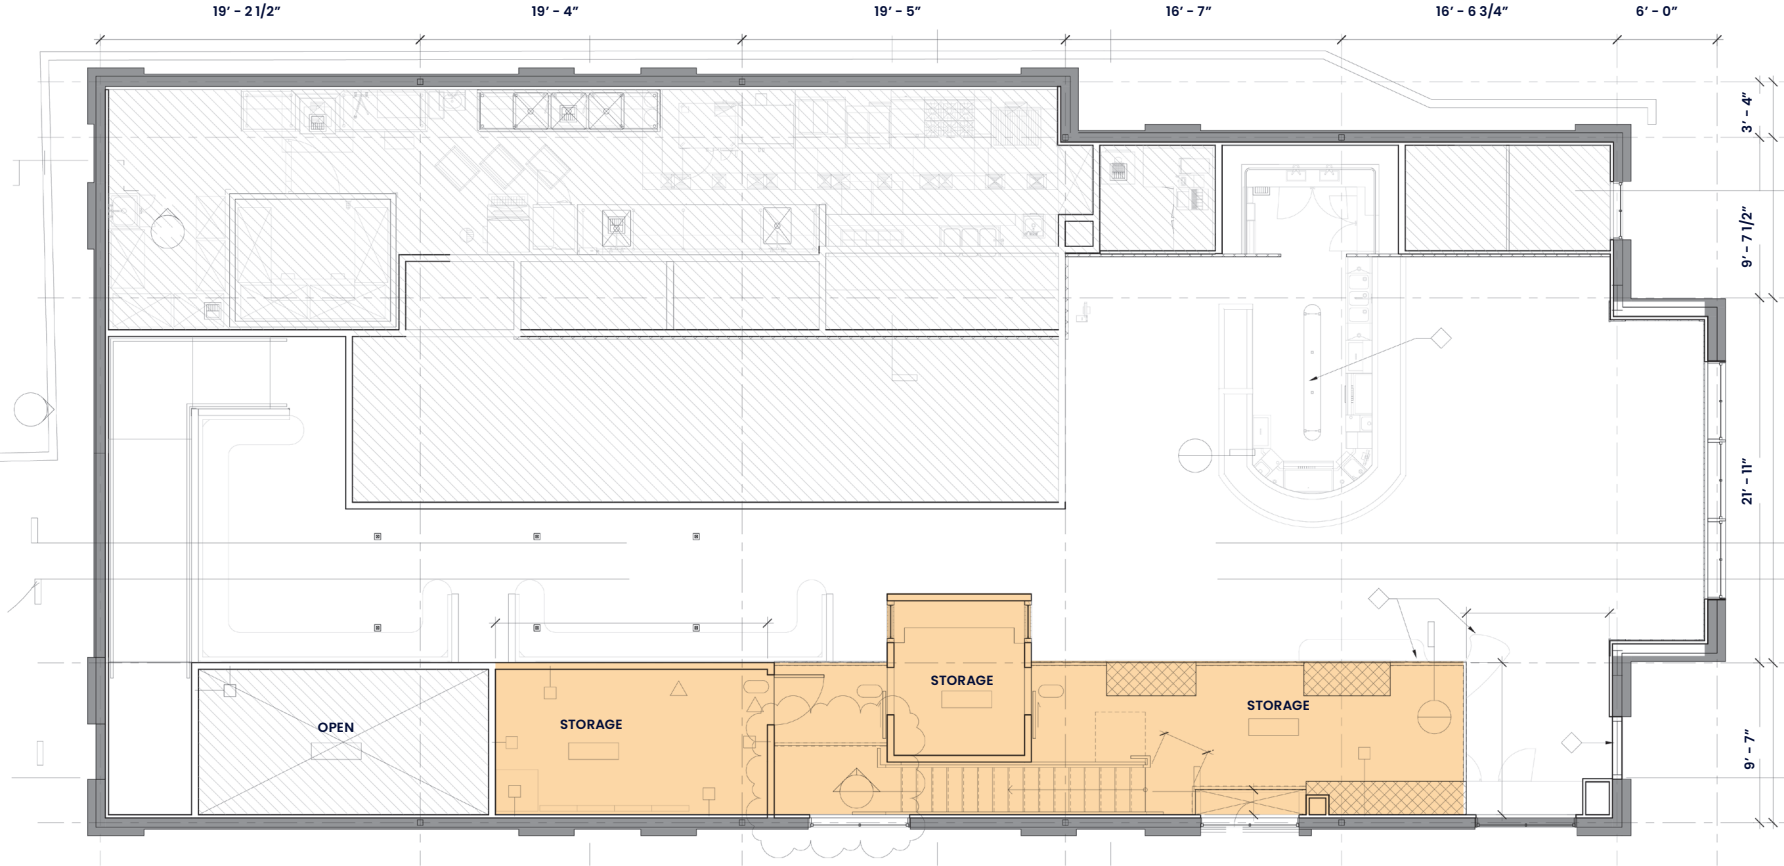 19’ - 2 1/2”
19’ - 4”
19’ - 5”
16’ - 7”
16’ - 6 3/4”
6’ - 0”
3’ - 4”
9’ - 7 1/2”
21’ - 11”
9’ - 7”
STORAGE
STORAGE
OPEN
STORAGE